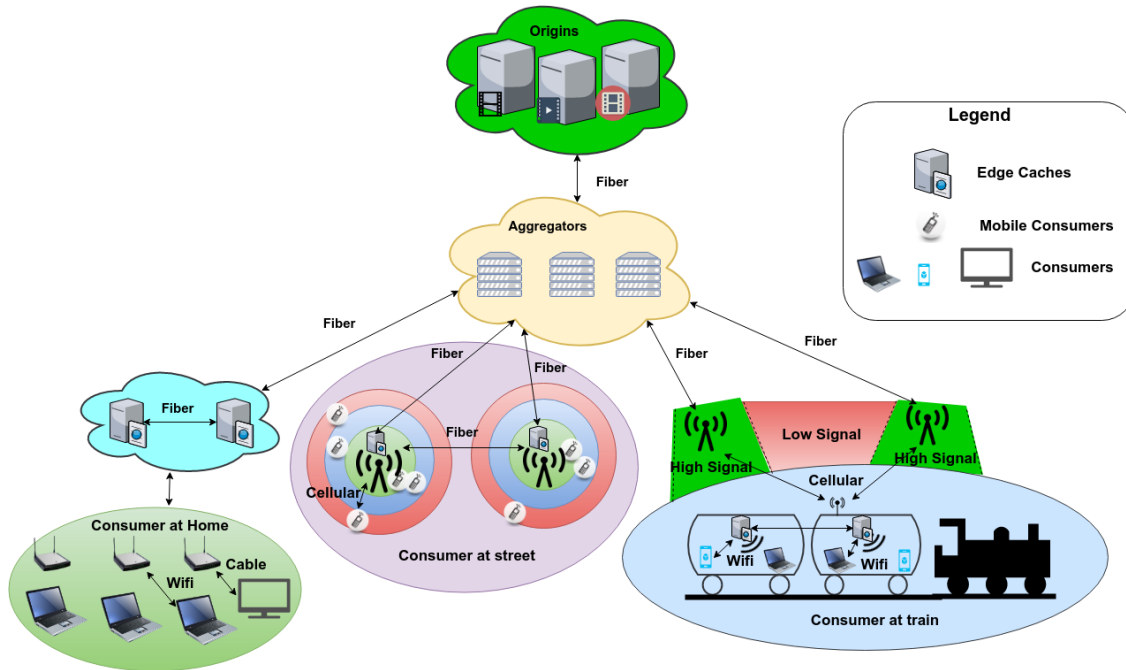 Origins
Fiber
Legend
Edge Caches
Mobile Consumers
Consumers
Aggregators
Fiber
Fiber
Fiber
Fiber
Fiber
Fiber
Fiber
Low Signal
High Signal
High Signal
Cellular
Cellular
Consumer at Home
Consumer at street
Cable
Wifi
Wifi
Wifi
Consumer at train